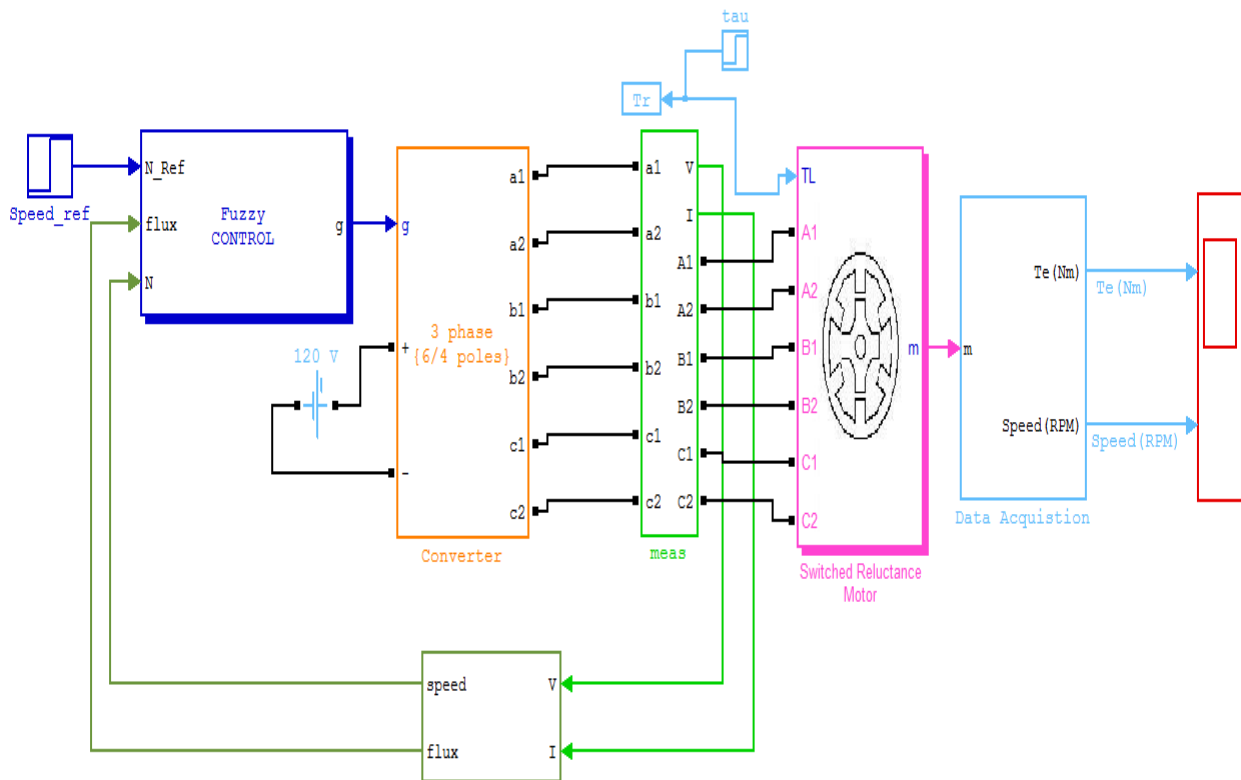 tau
Tr
Speed_ref
N_Ref
flux
N
Fuzzy
CONTROL
g
g
3 phase
{6/4 poles}
+
-
a1
a2
b1
b2
c1
c2
Converter
120 V
a1
a2
b1
b2
c1
c2
V
I
A1
A2
B1
B2
C1
C2
meas
TL
A1
A2
B1
B2
C1
C2
m
Switched Reluctance
Motor
m
Te(Nm)
Speed(RPM)
Data Acquistion
Te(Nm)
Speed(RPM)
speed
flux
V
I